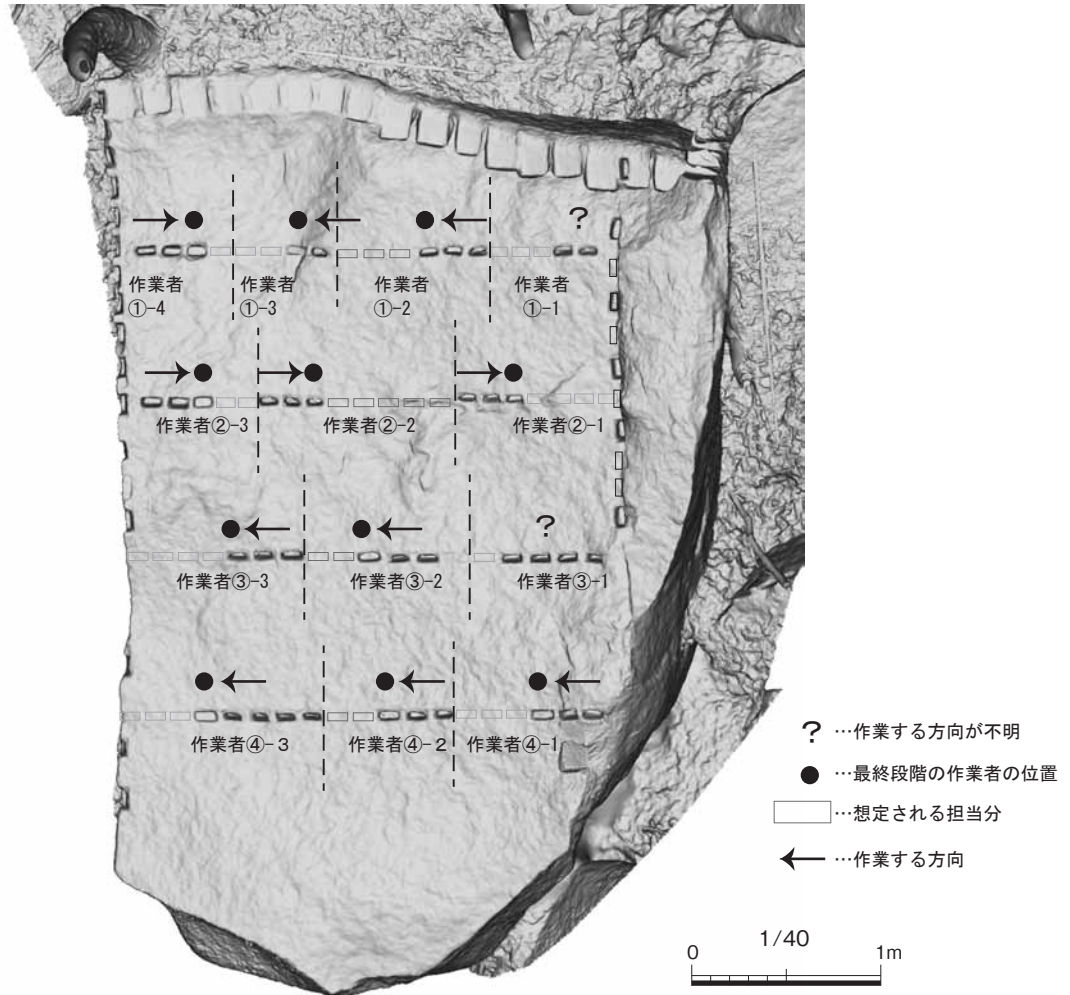 ?
作業者
①-4
作業者
①-3
作業者
①-2
作業者
①-1
作業者②-3
作業者②-2
作業者②-1
?
作業者③-3
作業者③-2
作業者③-1
作業者④-3
作業者④-2
作業者④-1
? …作業する方向が不明
● …最終段階の作業者の位置
…想定される担当分
← …作業する方向
1/40
0 1m